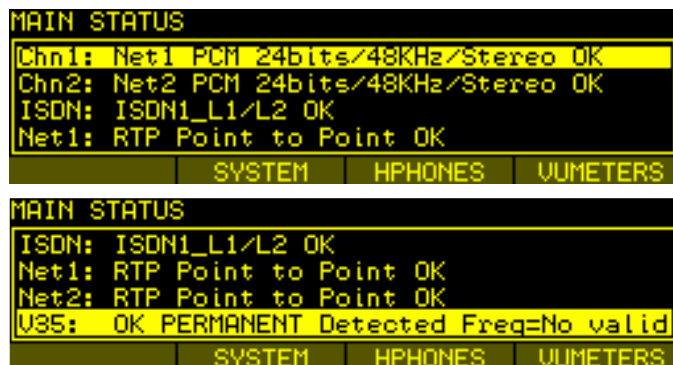 MAIN STATUS
Chn1: Net1 PCM 24bits/48KHz/Stereo OK
Chn2: Net2 PCM 24bits/48KHz/Stereo OK
ISDN: ISDN1_L1/L2 OK
Net1: RTP Point to Point OK
SYSTEM HPHONES VUMETERS
MAIN STATUS
ISDN: ISDN1_L1/L2 OK
Net1: RTP Point to Point OK
Net2: RTP Point to Point OK
V35: OK PERMANENT Detected Freq=No valid
SYSTEM HPHONES VUMETERS